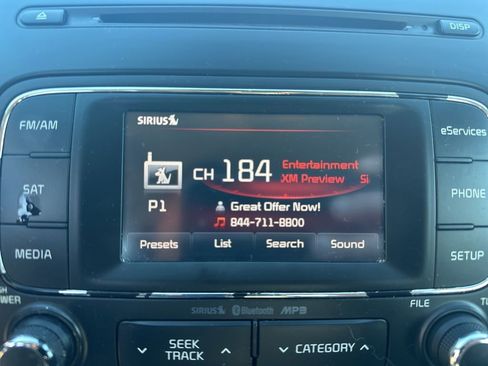 DISP
FM/AM
SAT
MEDIA
SIRIUS
CH 184
Entertainment
XM Preview Si
P1
Great Offer Now!
844-711-8800
Presets List Search Sound
eServices
PHONE
SETUP
SIRIUS Bluetooth MP3
FILE
SEEK
TRACK
CATEGORY